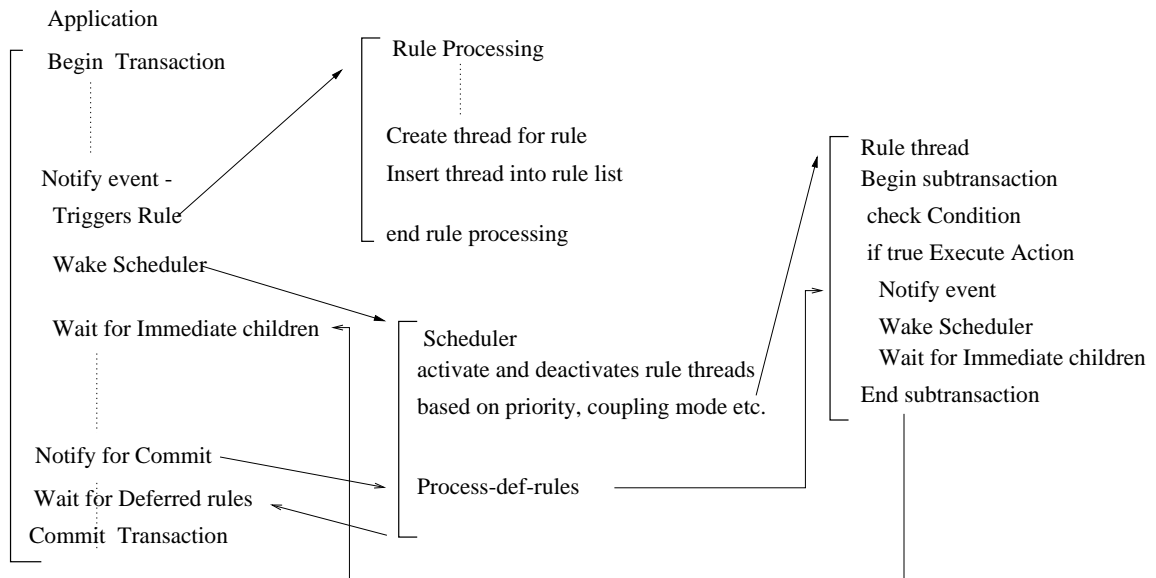 Application
Begin Transaction
Notify event -
Triggers Rule
Wake Scheduler
Wait for Immediate children
Notify for Commit
Wait for Deferred rules
Commit Transaction
Rule Processing
Create thread for rule
Insert thread into rule list
end rule processing
Scheduler
activate and deactivates rule threads
based on priority, coupling mode etc.
Process-def-rules
Rule thread
Begin subtransaction
check Condition
if true Execute Action
Notify event
Wake Scheduler
Wait for Immediate children
End subtransaction